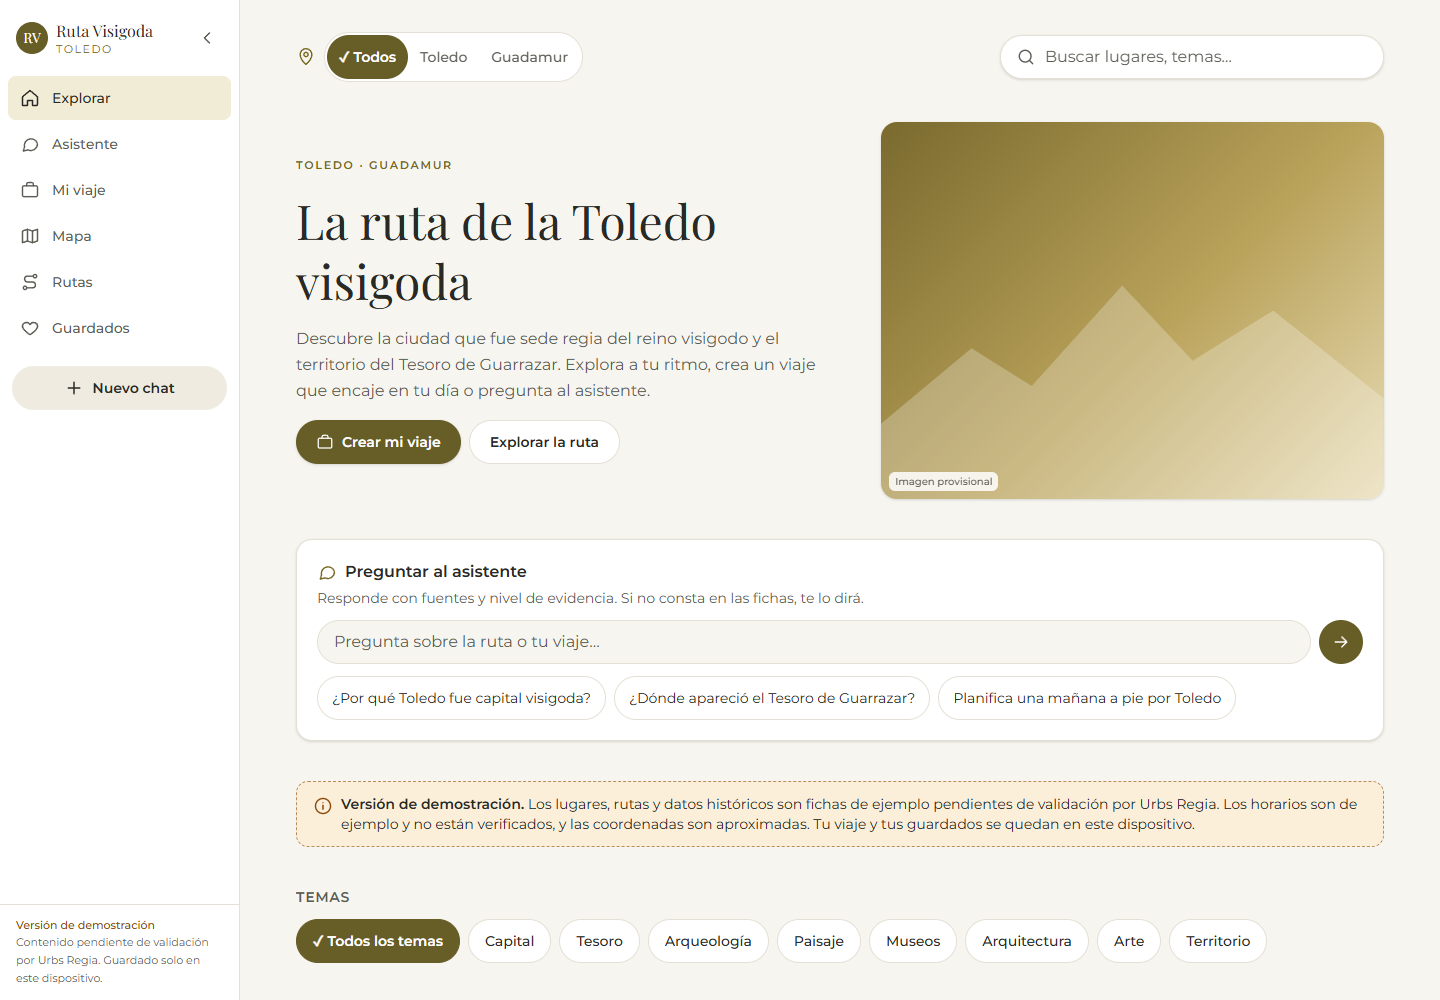 RV
Ruta Visigoda
TOLEDO
Explorar
Asistente
Mi viaje
Mapa
Rutas
Guardados
Nuevo chat
Versión de demostración
Contenido pendiente de validación
por Urbs Regia. Guardado solo en
este dispositivo.
✓ Todos
Toledo
Guadamur
Buscar lugares, temas...
TOLEDO · GUADAMUR
La ruta de la Toledo
visigoda
Descubre la ciudad que fue sede regia del reino visigodo y el
territorio del Tesoro de Guarrazar. Explora a tu ritmo, crea un viaje
que encaje en tu día o pregunta al asistente.
Crear mi viaje
Explorar la ruta
Imagen provisional
Preguntar al asistente
Responde con fuentes y nivel de evidencia. Si no consta en las fichas, te lo dirá.
Pregunta sobre la ruta o tu viaje...
¿Por qué Toledo fue capital visigoda?
¿Dónde apareció el Tesoro de Guarrazar?
Planifica una mañana a pie por Toledo
Versión de demostración. Los lugares, rutas y datos históricos son fichas de ejemplo pendientes de validación por Urbs Regia. Los horarios son de
ejemplo y no están verificados, y las coordenadas son aproximadas. Tu viaje y tus guardados se quedan en este dispositivo.
TEMAS
✓ Todos los temas
Capital
Tesoro
Arqueología
Paisaje
Museos
Arquitectura
Arte
Territorio